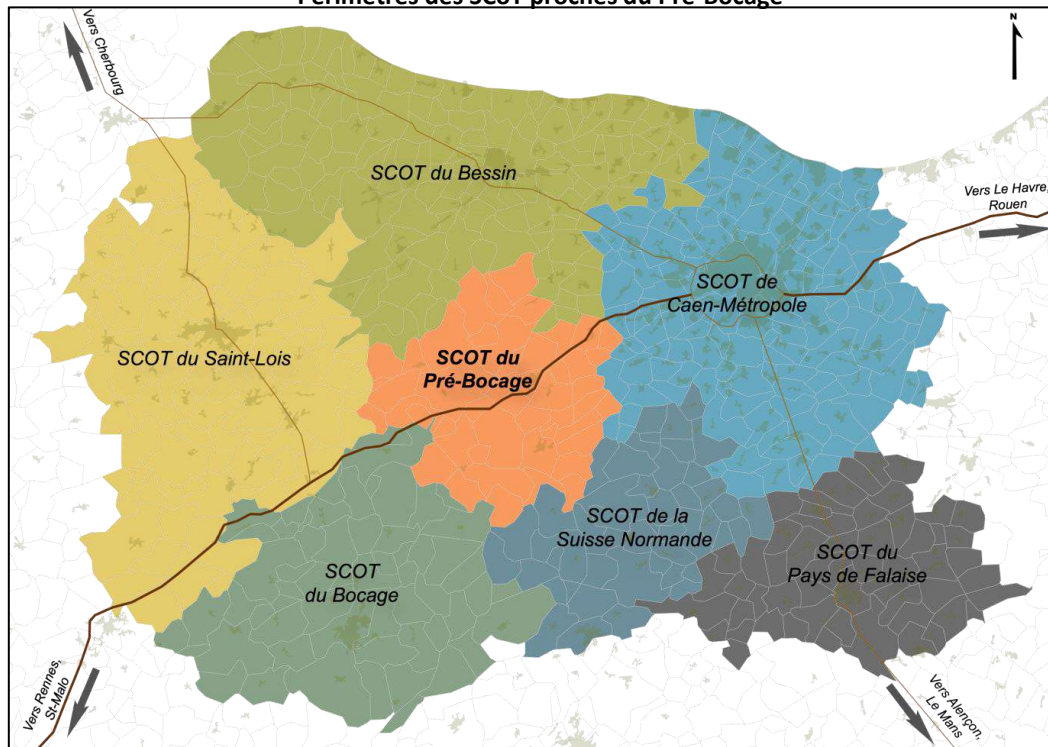 Périmètres des SCoT proches du Pré-Bocage
Vers Cherbourg
N
SCOT du Bessin
Vers Le Havre,
Rouen
SCOT de
Caen-Métropole
SCOT du Saint-Lois
SCOT du
Pré-Bocage
SCOT de la
Suisse Normande
SCOT du
Pays de Falaise
SCOT
du Bocage
Vers Rennes,
St-Malo
Vers Alençon,
Le Mans